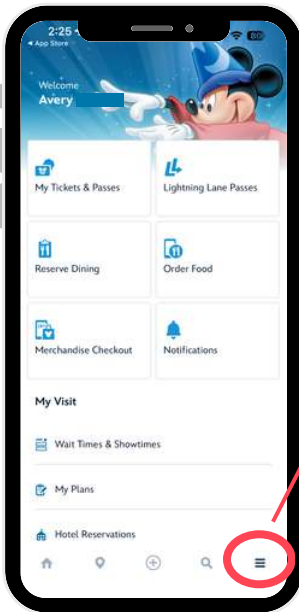 2:25
◀ App Store
80
Welcome
Avery
My Tickets & Passes
Lightning Lane Passes
Reserve Dining
Order Food
Merchandise Checkout
Notifications
My Visit
Wait Times & Showtimes
My Plans
Hotel Reservations